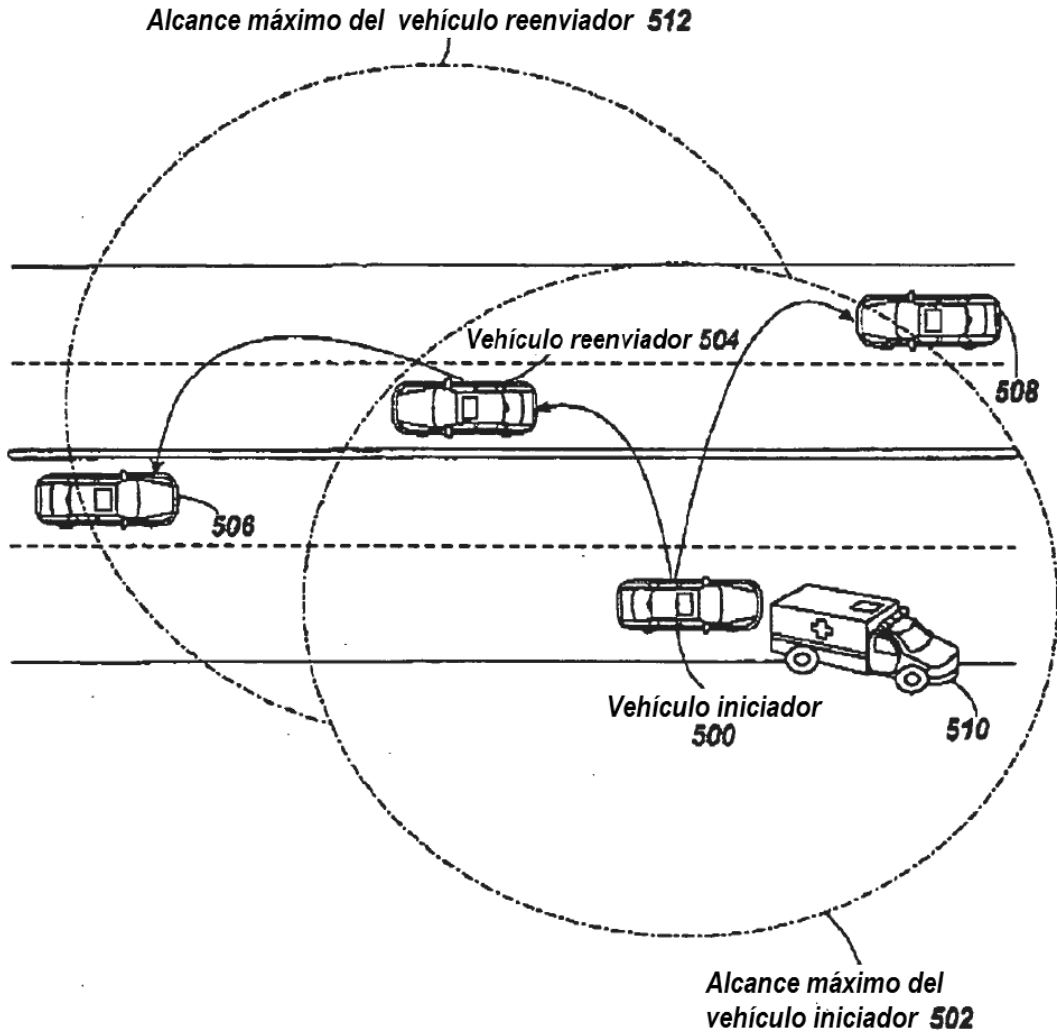 Alcance máximo del vehículo reenviador 512
Vehículo reenviador 504
508
506
Vehículo iniciador
500
510
Alcance máximo del
vehículo iniciador 502